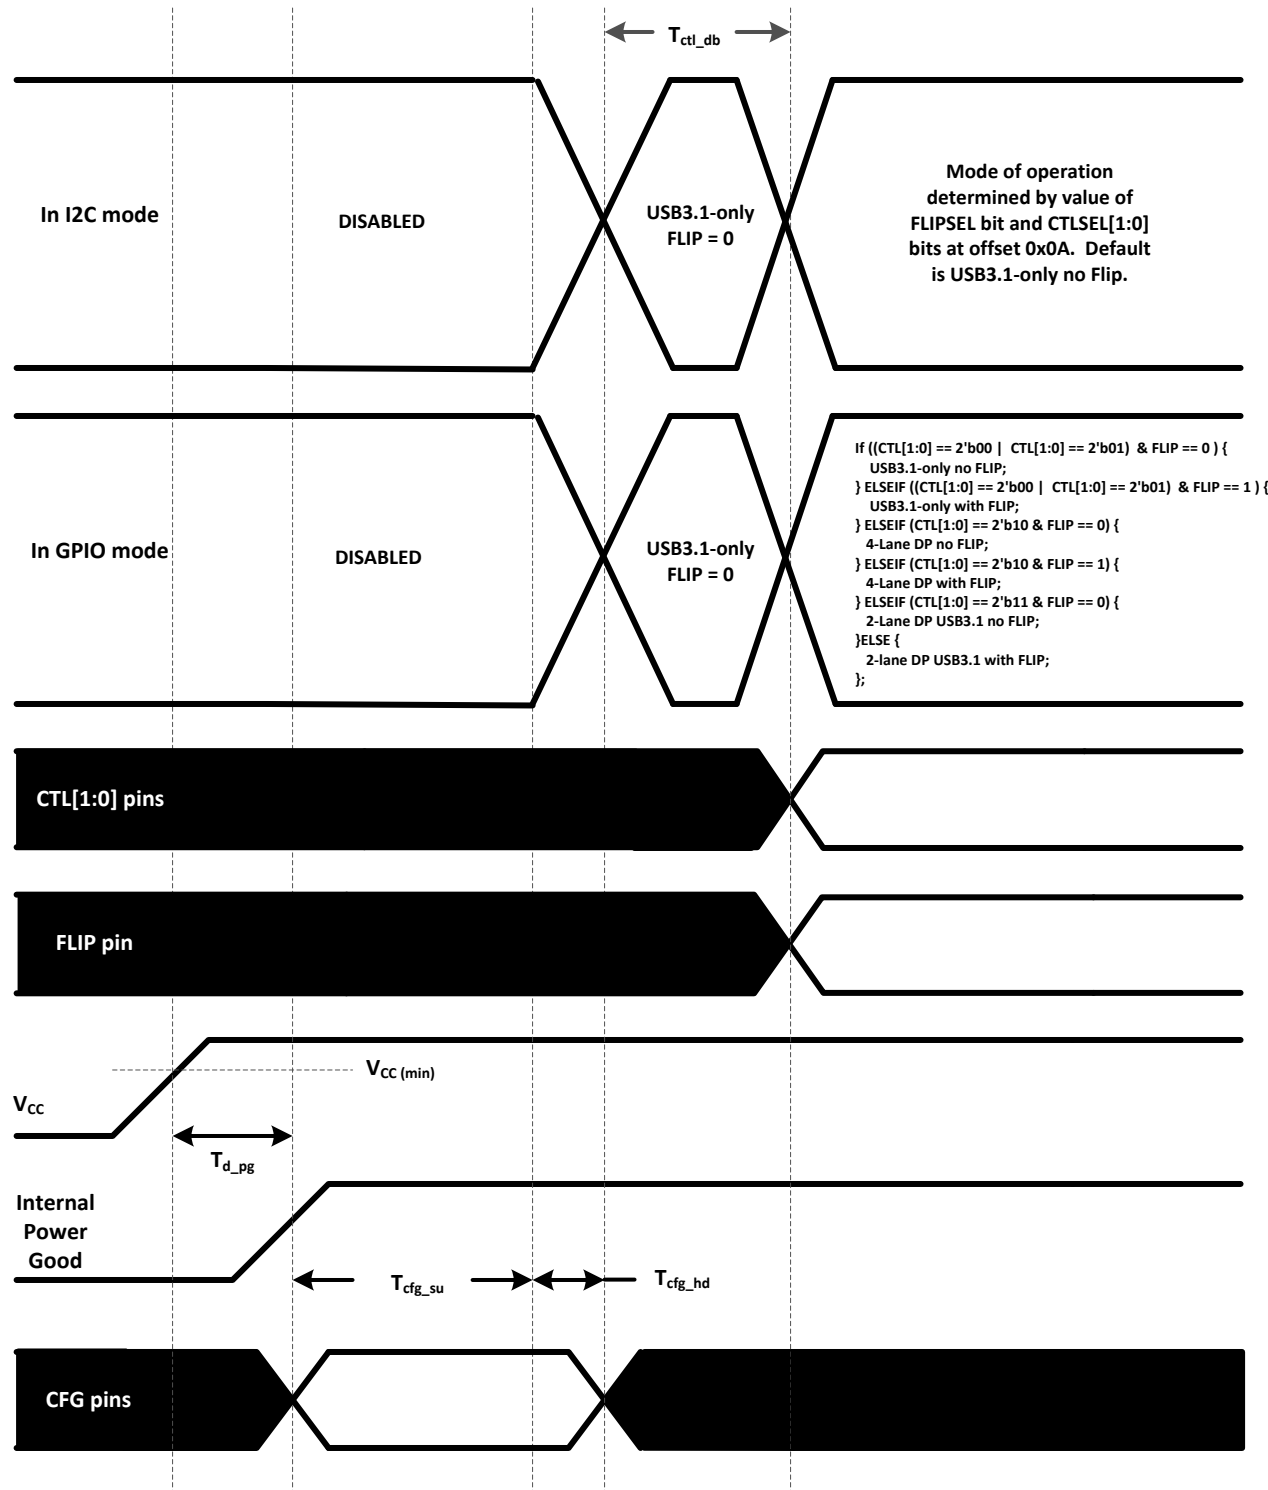 Tctl_db
In I2C mode
DISABLED
USB3.1-only
FLIP = 0
Mode of operation
determined by value of
FLIPSEL bit and CTLSEL[1:0]
bits at offset 0x0A.  Default
is USB3.1-only no Flip.
In GPIO mode
DISABLED
USB3.1-only
FLIP = 0
If ((CTL[1:0] == 2'b00 |  CTL[1:0] == 2'b01)  & FLIP == 0 ) {
USB3.1-only no FLIP;
} ELSEIF ((CTL[1:0] == 2'b00 |  CTL[1:0] == 2'b01)  & FLIP == 1 ) {
USB3.1-only with FLIP;
} ELSEIF (CTL[1:0] == 2'b10 & FLIP == 0) {
4-Lane DP no FLIP;
} ELSEIF (CTL[1:0] == 2'b10 & FLIP == 1) {
4-Lane DP with FLIP;
} ELSEIF (CTL[1:0] == 2'b11 & FLIP == 0) {
2-Lane DP USB3.1 no FLIP;
}ELSE {
2-lane DP USB3.1 with FLIP;
};
CTL[1:0] pins
FLIP pin
VCC (min)
VCC
Td_pg
Internal
Power
Good
Tcfg_su
Tcfg_hd
CFG pins